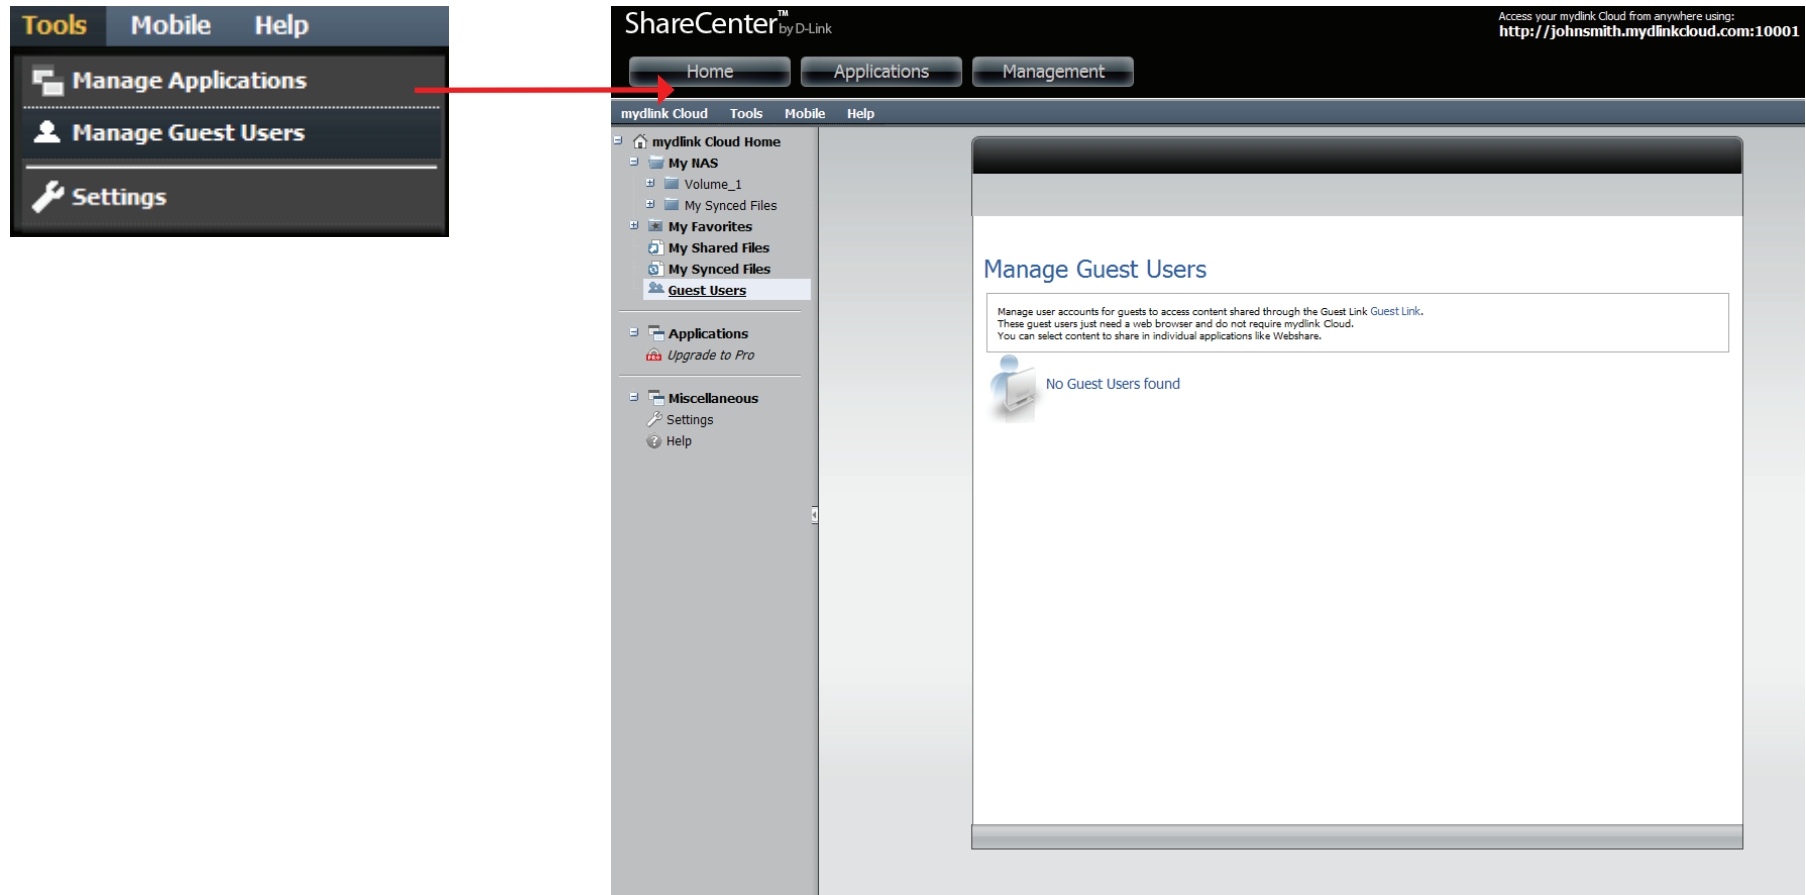 Tools Mobile Help
Manage Applications
Manage Guest Users
Settings
ShareCenter™ by D-Link
Access your mydlink Cloud from anywhere using:
http://johnsmith.mydlinkcloud.com:10001
Home Applications Management
mydlink Cloud Tools Mobile Help
mydlink Cloud Home
My NAS
Volume_1
My Synced Files
My Favorites
My Shared Files
My Synced Files
Guest Users
Applications
Upgrade to Pro
Miscellaneous
Settings
Help
Manage Guest Users
Manage user accounts for guests to access content shared through the Guest Link Guest Link.
These guest users just need a web browser and do not require mydlink Cloud.
You can select content to share in individual applications like Webshare.
No Guest Users found